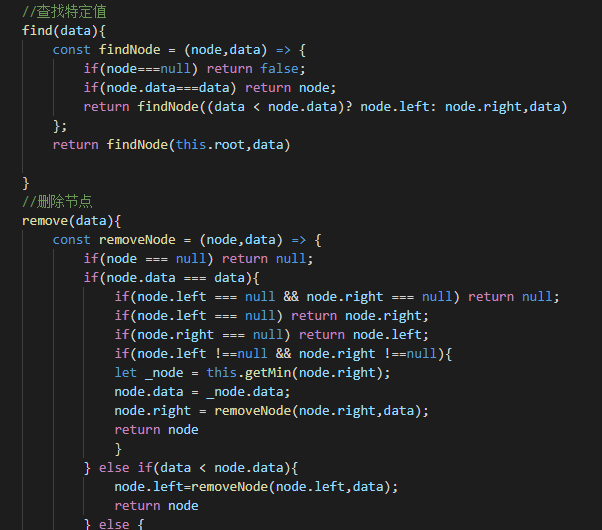 //查找特定值
find(data){
const findNode = (node,data) => {
if(node===null) return false;
if(node.data===data) return node;
return findNode((data < node.data)? node.left: node.right,data)
};
return findNode(this.root,data)
}
//删除节点
remove(data){
const removeNode = (node,data) => {
if(node === null) return null;
if(node.data === data){
if(node.left === null && node.right === null) return null;
if(node.left === null) return node.right;
if(node.right === null) return node.left;
if(node.left !==null && node.right !==null){
let _node = this.getMin(node.right);
node.data = _node.data;
node.right = removeNode(node.right,data);
return node
}
} else if(data < node.data){
node.left=removeNode(node.left,data);
return node
} else {